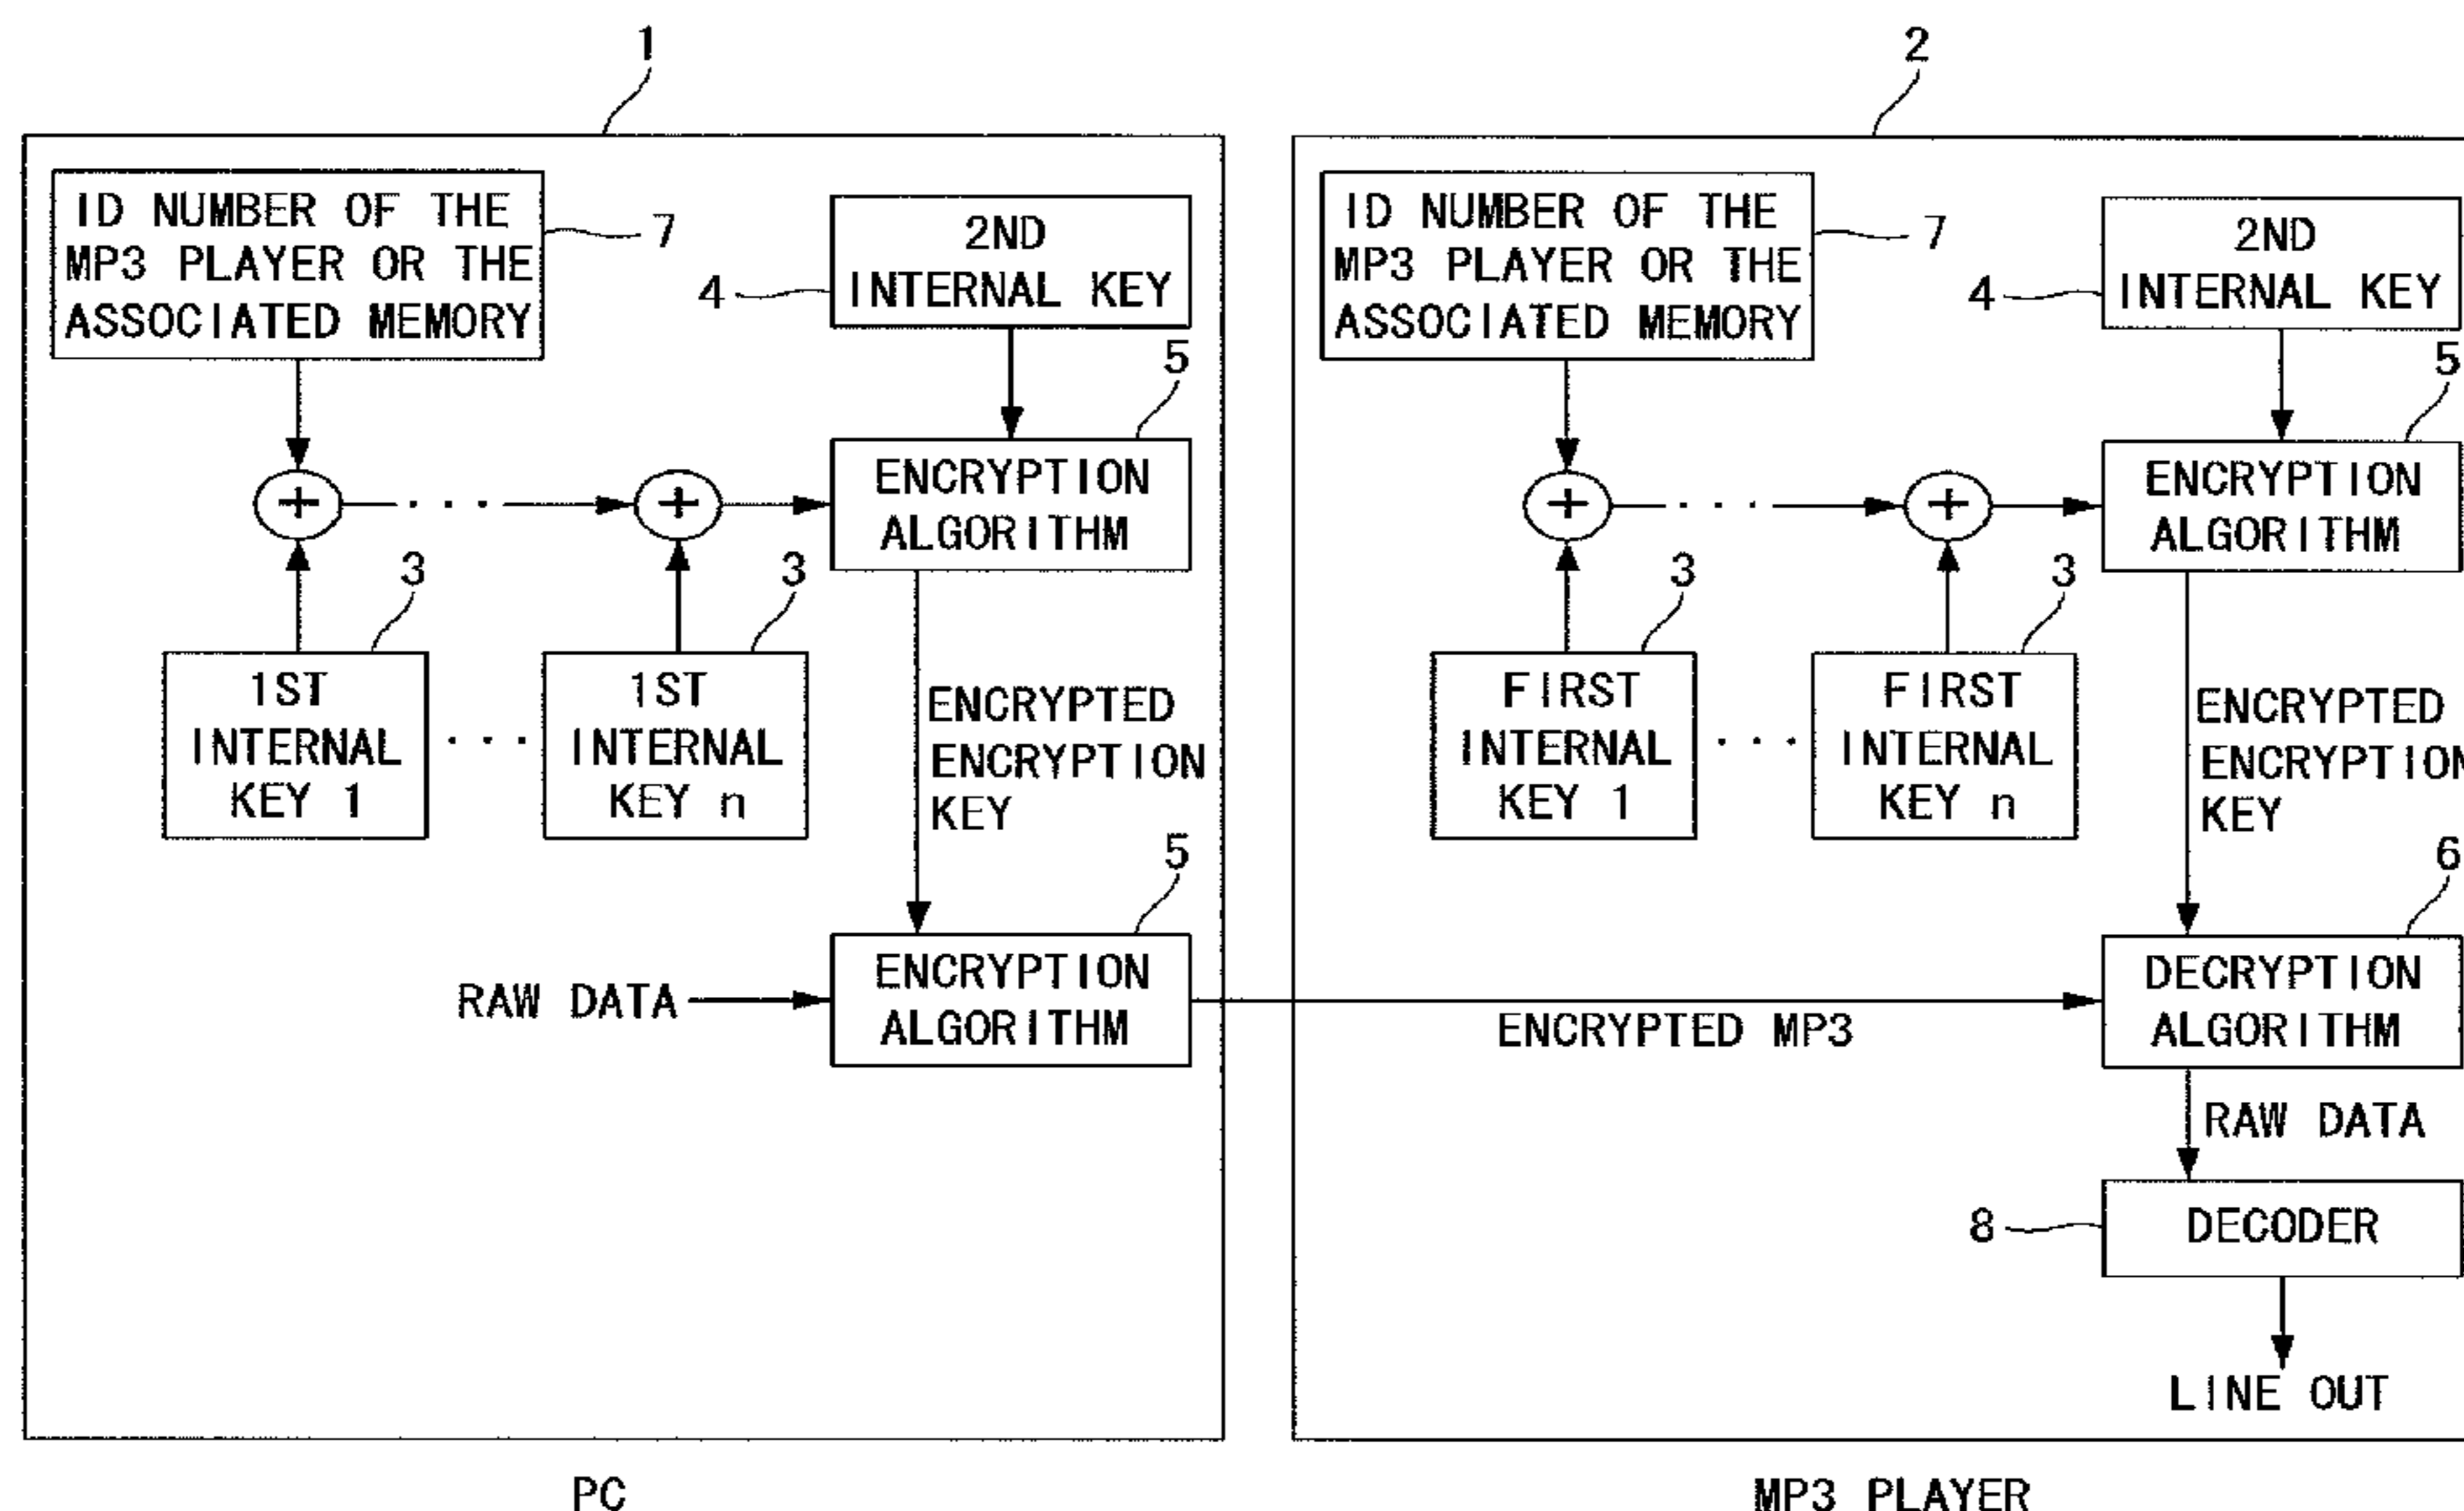 1
ID NUMBER OF THE
MP3 PLAYER OR THE
ASSOCIATED MEMORY
7
2ND
INTERNAL KEY
4
5
ENCRYPTION
ALGORITHM
+
· · ·
+
3
3
1ST
INTERNAL
KEY 1
· · ·
1ST
INTERNAL
KEY n
ENCRYPTED
ENCRYPTION
KEY
5
RAW DATA
ENCRYPTION
ALGORITHM
PC
2
ID NUMBER OF THE
MP3 PLAYER OR THE
ASSOCIATED MEMORY
7
2ND
INTERNAL KEY
4
5
ENCRYPTION
ALGORITHM
+
· · ·
+
3
3
FIRST
INTERNAL
KEY 1
· · ·
FIRST
INTERNAL
KEY n
ENCRYPTED
ENCRYPTION
KEY
6
ENCRYPTED MP3
DECRYPTION
ALGORITHM
RAW DATA
8
DECODER
LINE OUT
MP3 PLAYER